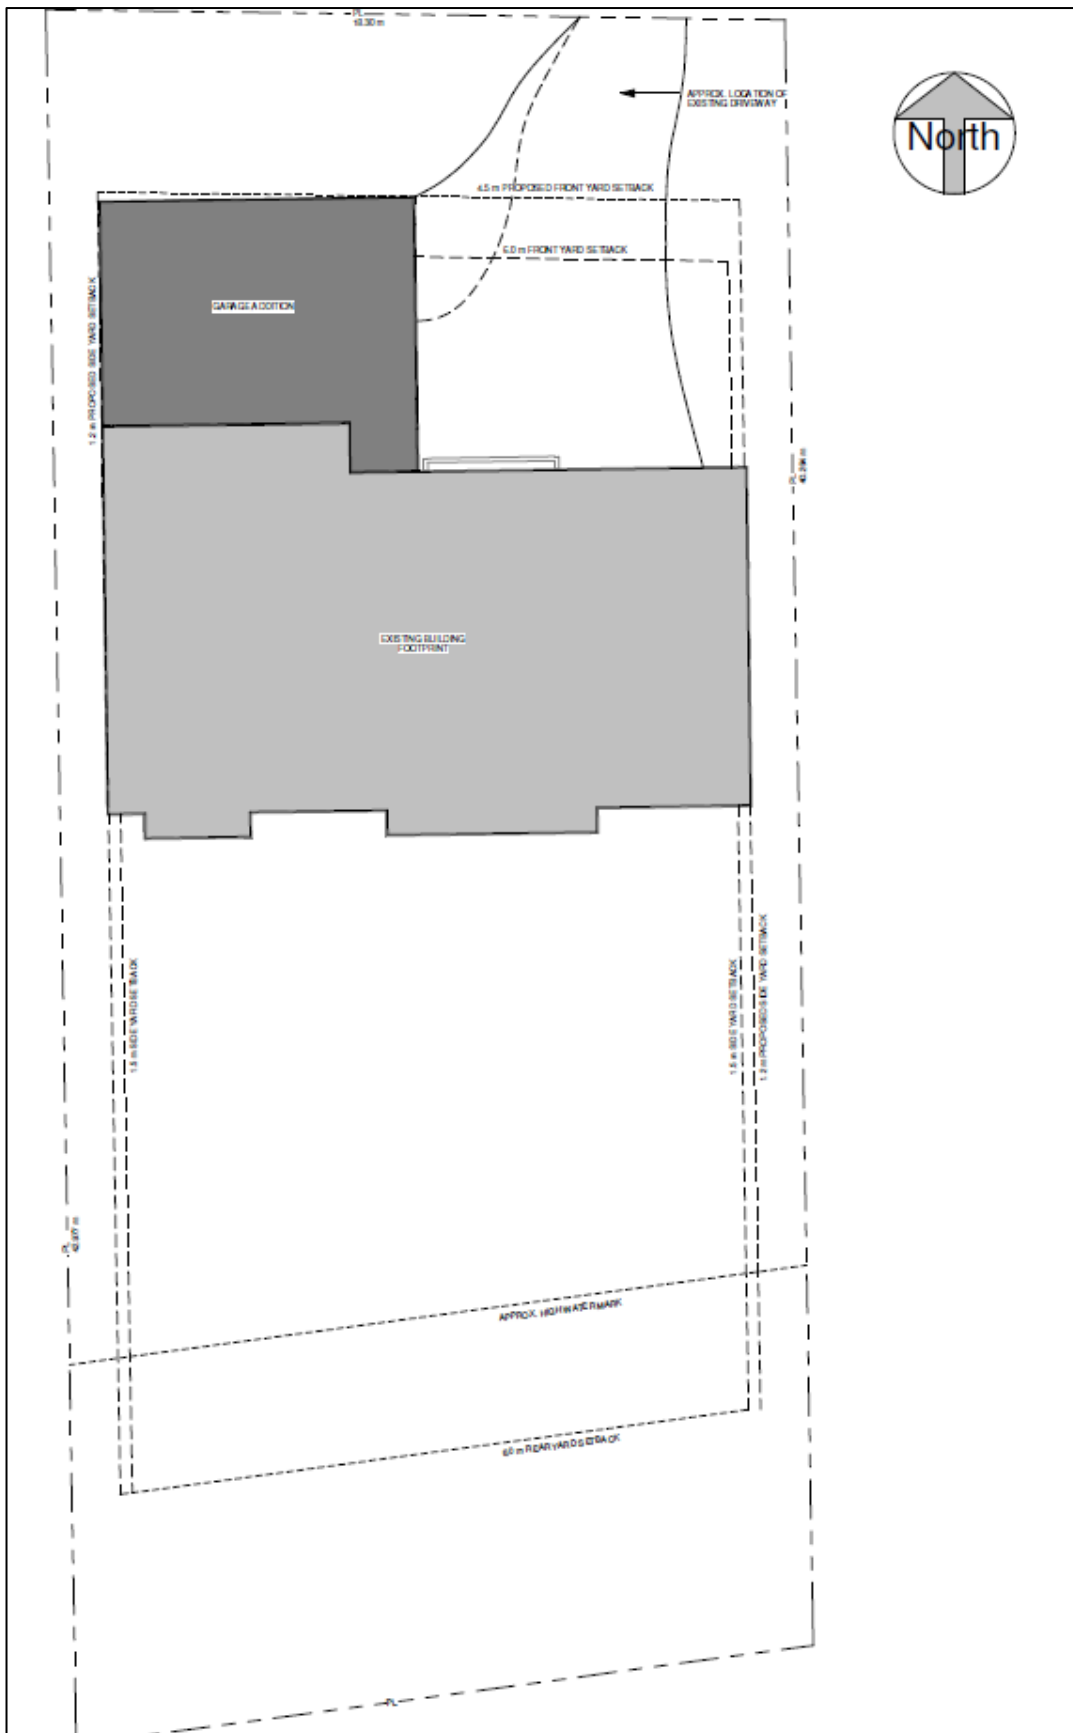 PL
18.30 m
APPROX. LOCATION OF
EXISTING DRIVEWAY
North
4.5 m PROPOSED FRONT YARD SETBACK
6.0 m FRONT YARD SETBACK
GARAGE ADDITION
1.2 m PROPOSED SIDE YARD SETBACK
PL
EXISTING BUILDING
FOOTPRINT
1.5 m SIDE YARD SETBACK
1.5 m SIDE YARD SETBACK
1.2 m PROPOSED SIDE YARD SETBACK
PL
APPROX. HIGH WATER MARK
6.0 m REAR YARD SETBACK
PL